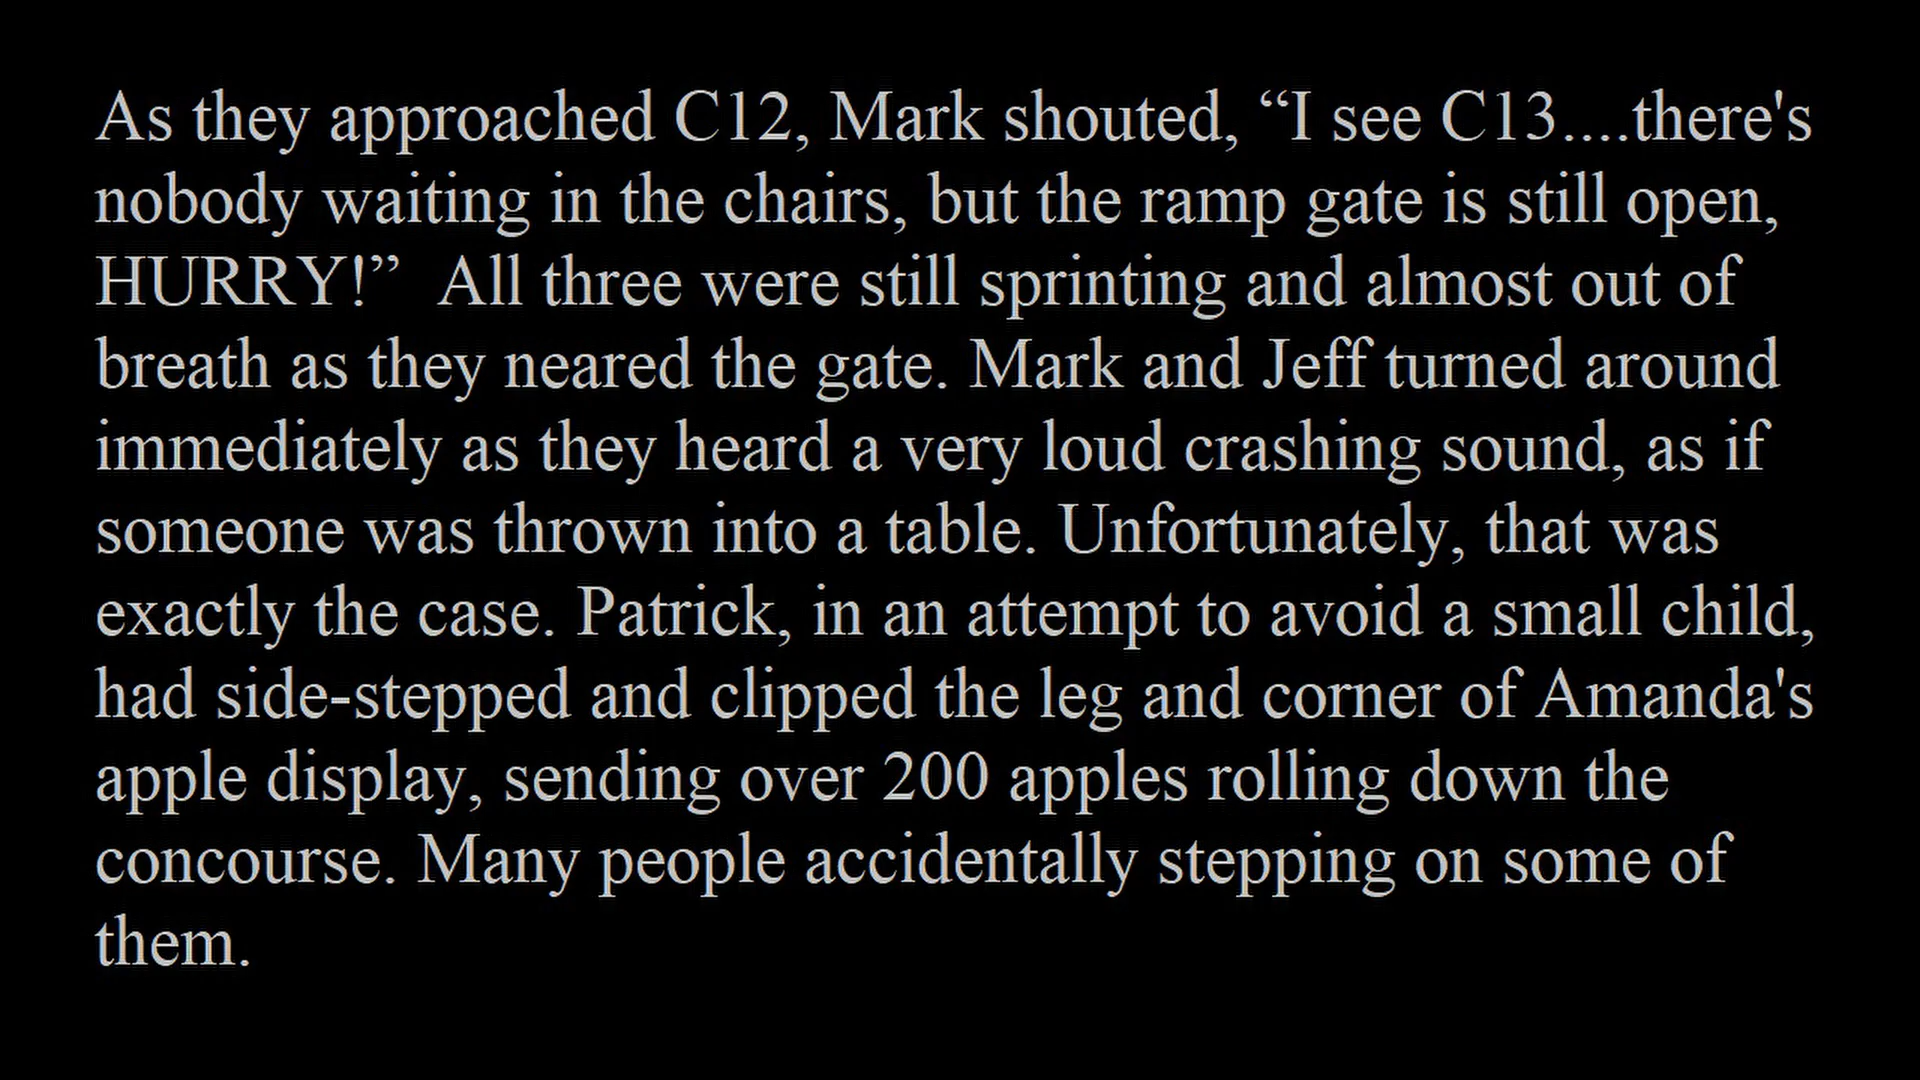 As they approached C12, Mark shouted, “I see C13....there's
nobody waiting in the chairs, but the ramp gate is still open,
HURRY!”  All three were still sprinting and almost out of
breath as they neared the gate. Mark and Jeff turned around
immediately as they heard a very loud crashing sound, as if
someone was thrown into a table. Unfortunately, that was
exactly the case. Patrick, in an attempt to avoid a small child,
had side-stepped and clipped the leg and corner of Amanda's
apple display, sending over 200 apples rolling down the
concourse. Many people accidentally stepping on some of
them.